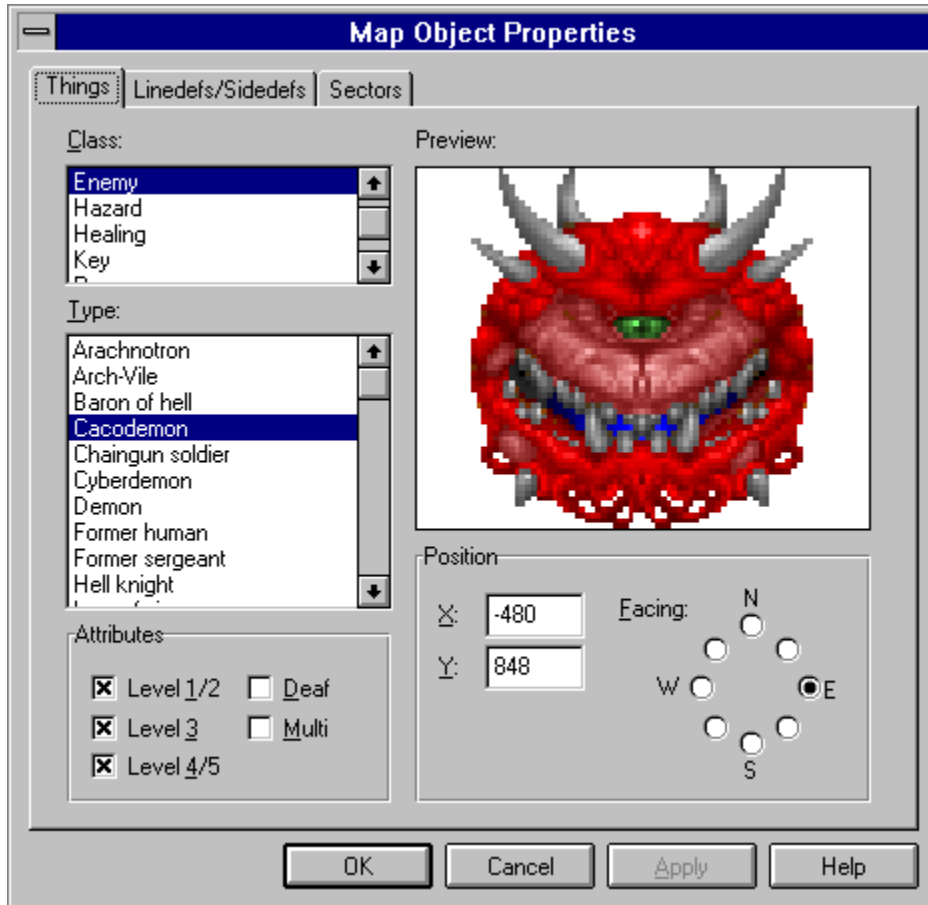 Map Object Properties
Things Linedefs/Sidedefs Sectors
Class:
Enemy
Hazard
Healing
Key
Type:
Arachnotron
Arch-Vile
Baron of hell
Cacodemon
Chaingun soldier
Cyberdemon
Demon
Former human
Former sergeant
Hell knight
Attributes
Level 1/2 Deaf
Level 3 Multi
Level 4/5
Preview:
Position
X: -480
Y: 848
Facing:
N
W E
S
OK Cancel Apply Help